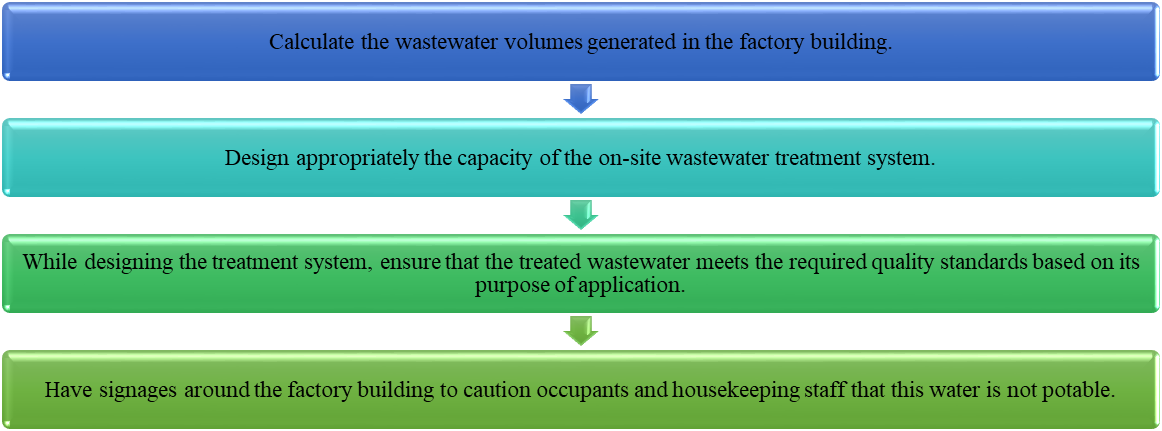 Calculate the wastewater volumes generated in the factory building.
Design appropriately the capacity of the on-site wastewater treatment system.
While designing the treatment system, ensure that the treated wastewater meets the required quality standards based on its
purpose of application.
Have signages around the factory building to caution occupants and housekeeping staff that this water is not potable.